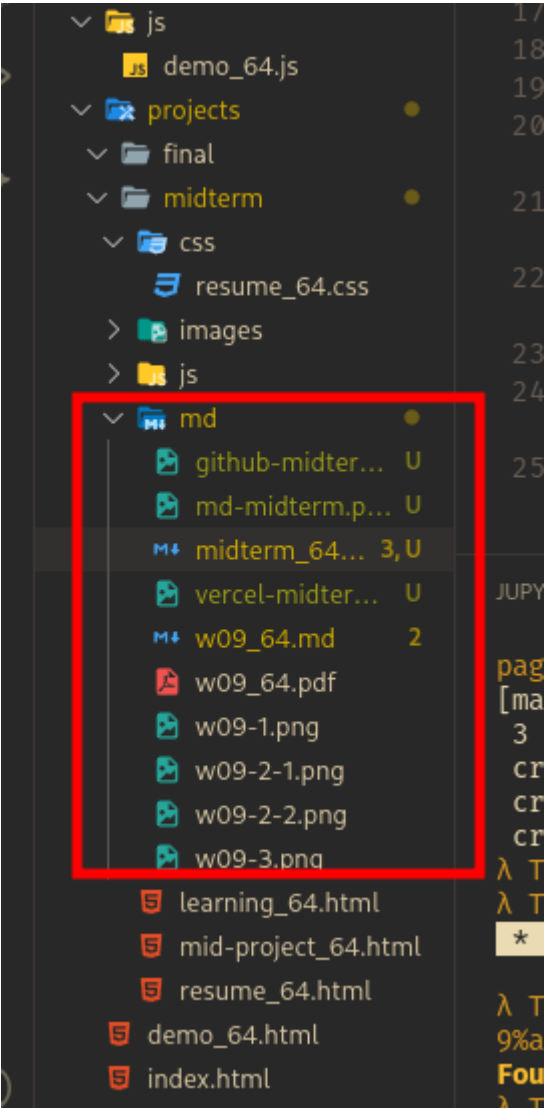 js
demo_64.js
projects
final
midterm
css
resume_64.css
images
js
md
github-midter... U
md-midterm.p... U
midterm_64... 3, U
vercel-midter... U
w09_64.md 2
w09_64.pdf
w09-1.png
w09-2-1.png
w09-2-2.png
w09-3.png
learning_64.html
mid-project_64.html
resume_64.html
demo_64.html
index.html
17
18
19
20
21
22
23
24
25
JUPY
pag
[ma
3
cr
cr
cr
λ T
λ T
*
λ T
9%a
Fou
λ T